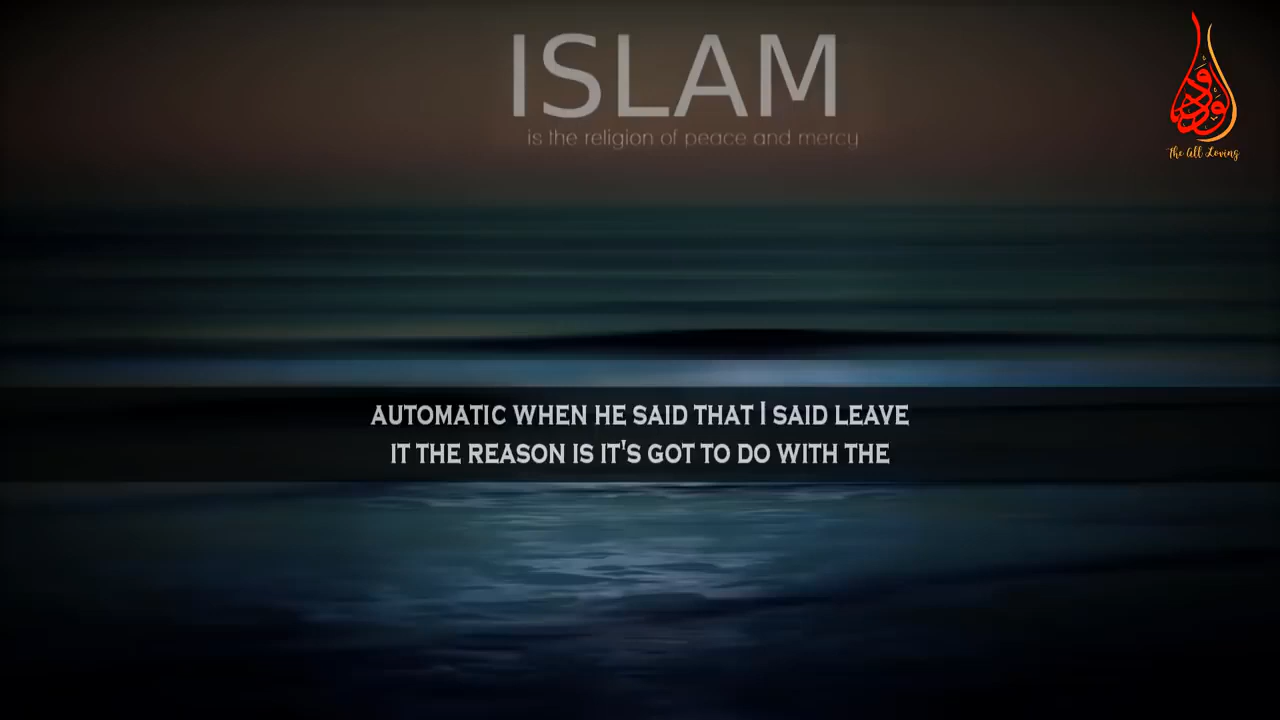 ISLAM
is the religion of peace and mercy
الودود
The All Loving
AUTOMATIC WHEN HE SAID THAT I SAID LEAVE
IT THE REASON IS IT'S GOT TO DO WITH THE